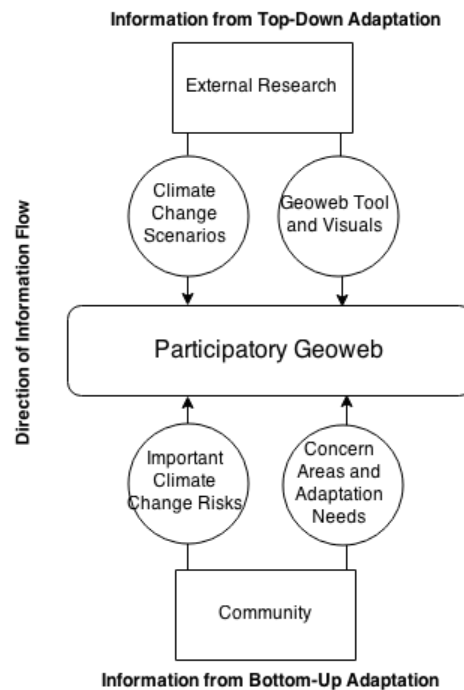 Information from Top-Down Adaptation
External Research
Climate
Change
Scenarios
Geoweb Tool
and Visuals
Direction of Information Flow
Participatory Geoweb
Important
Climate
Change Risks
Concern
Areas and
Adaptation
Needs
Community
Information from Bottom-Up Adaptation